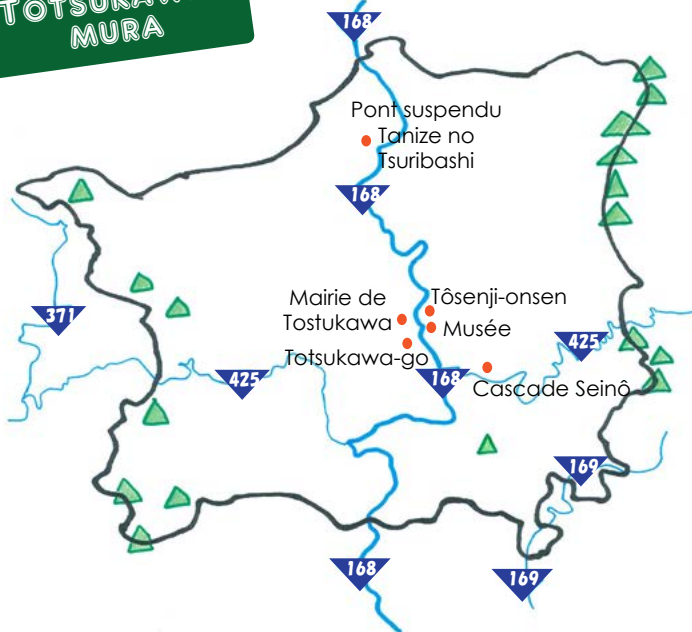 TOTSUKAWA
MURA
168
Pont suspendu
Tanize no
Tsuribashi
168
Mairie de
Tostukawa
Tôsenji-onsen
Musée
371
Totsukawa-go
425
425
168
Cascade Seinô
169
168
169